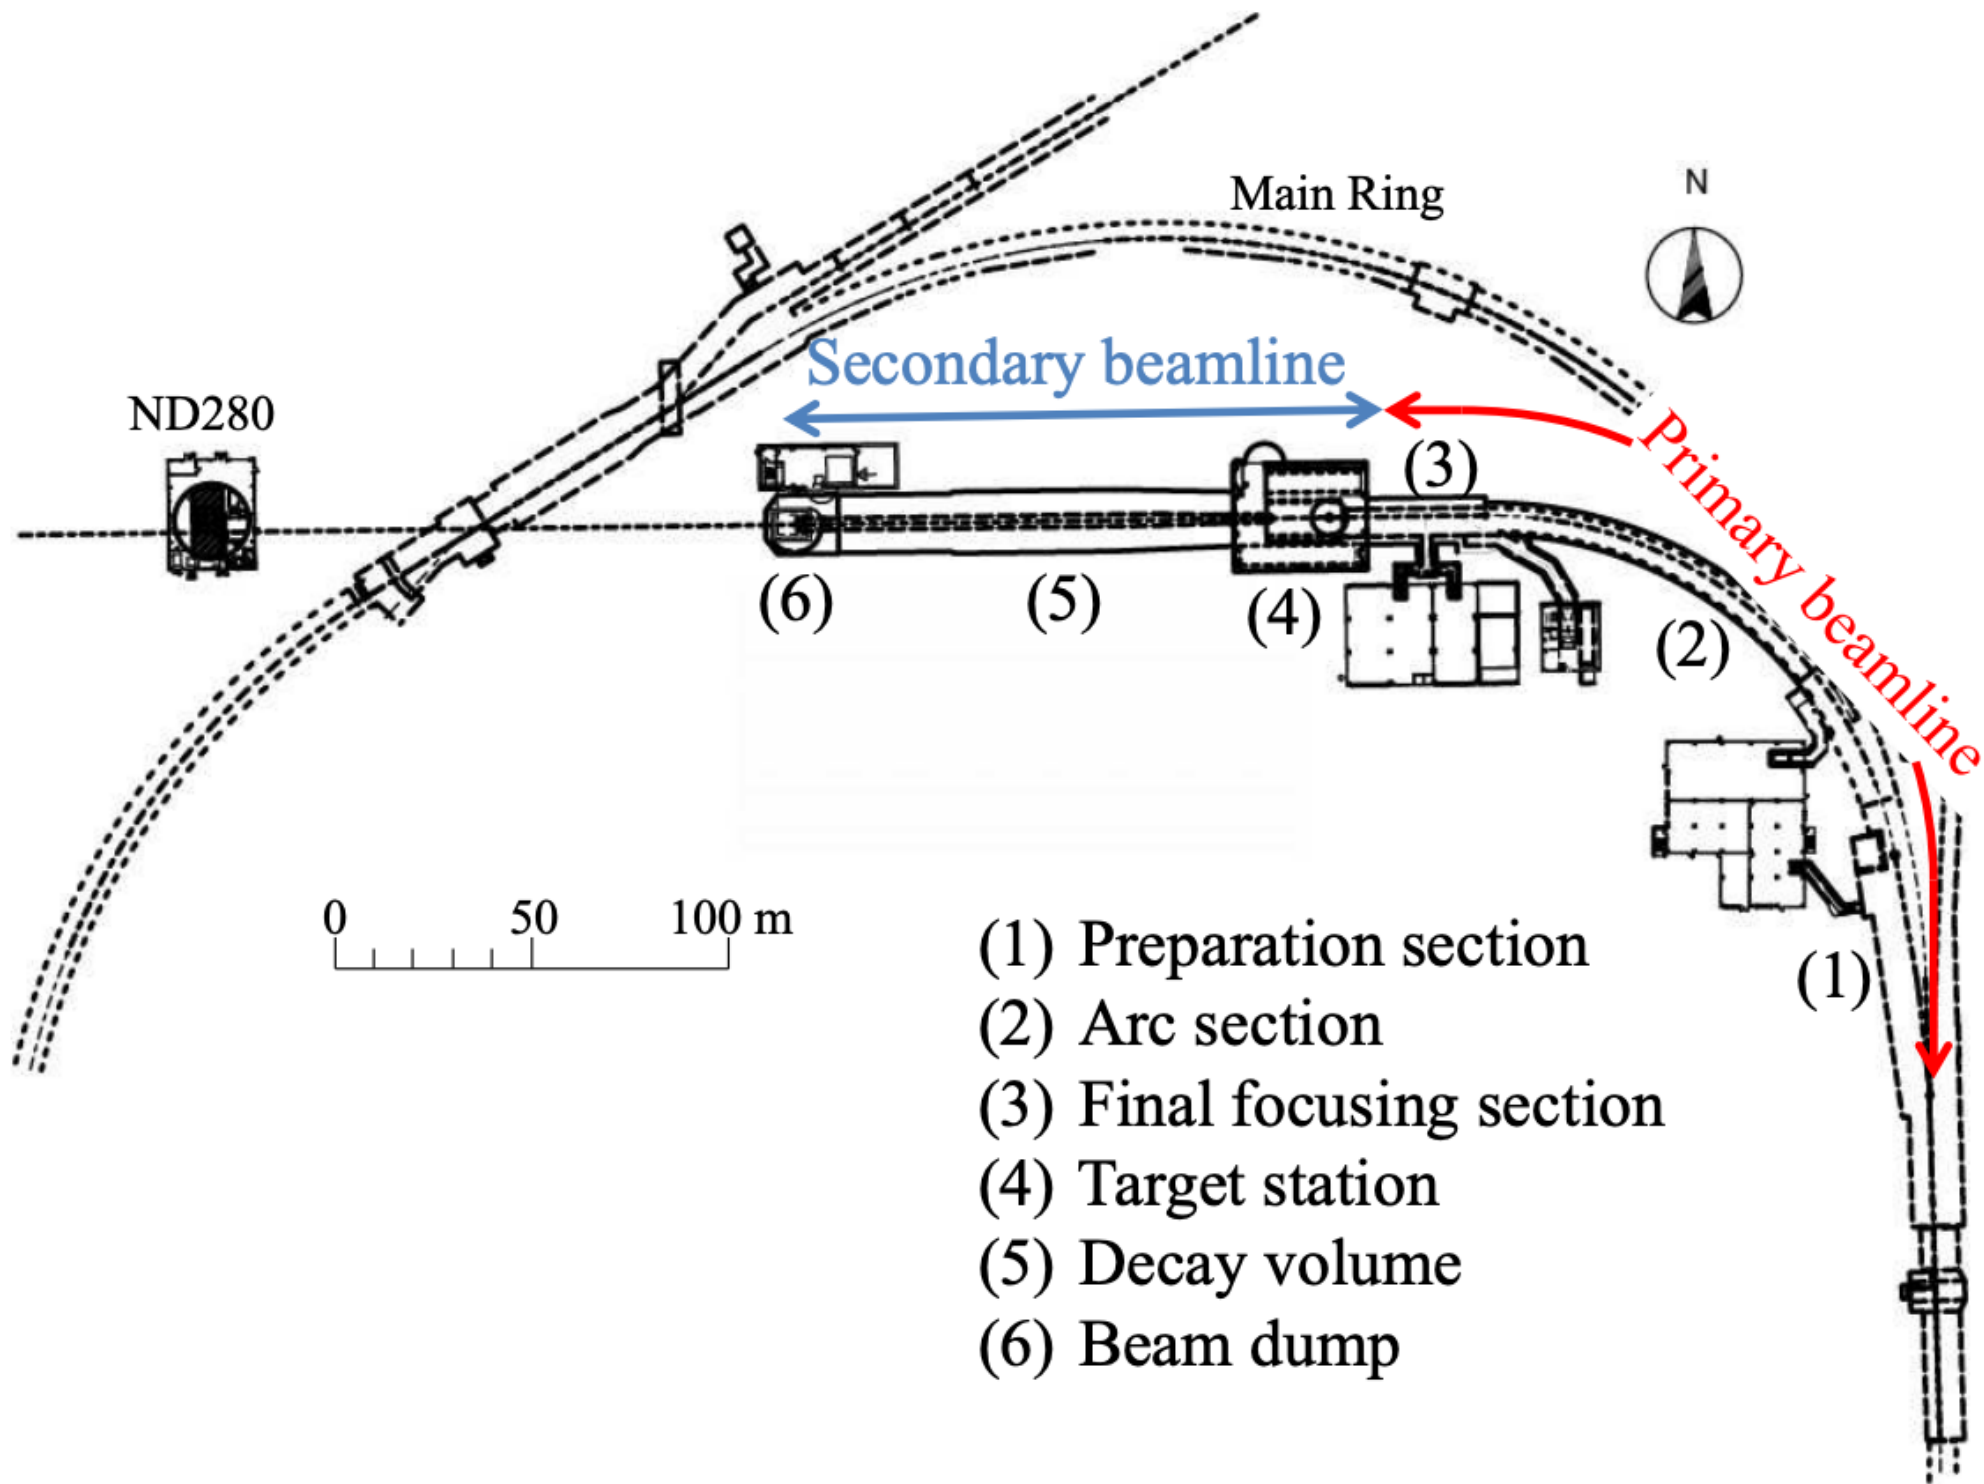 Main Ring
N
Secondary beamline
ND280
Primary beamline
(3)
(6)
(5)
(4)
(2)
0 50 100 m
(1)
(1) Preparation section
(2) Arc section
(3) Final focusing section
(4) Target station
(5) Decay volume
(6) Beam dump